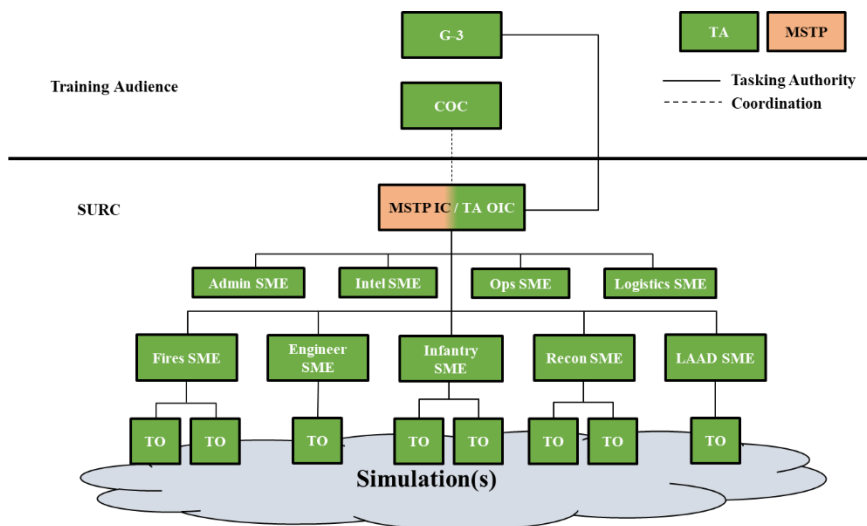 G-3
TA
MSTP
Training Audience
Tasking Authority
Coordination
COC
SURC
MSTP IC / TA OIC
Admin SME
Intel SME
Ops SME
Logistics SME
Fires SME
Engineer
SME
Infantry
SME
Recon SME
LAAD SME
TO
TO
TO
TO
TO
TO
TO
TO
Simulation(s)